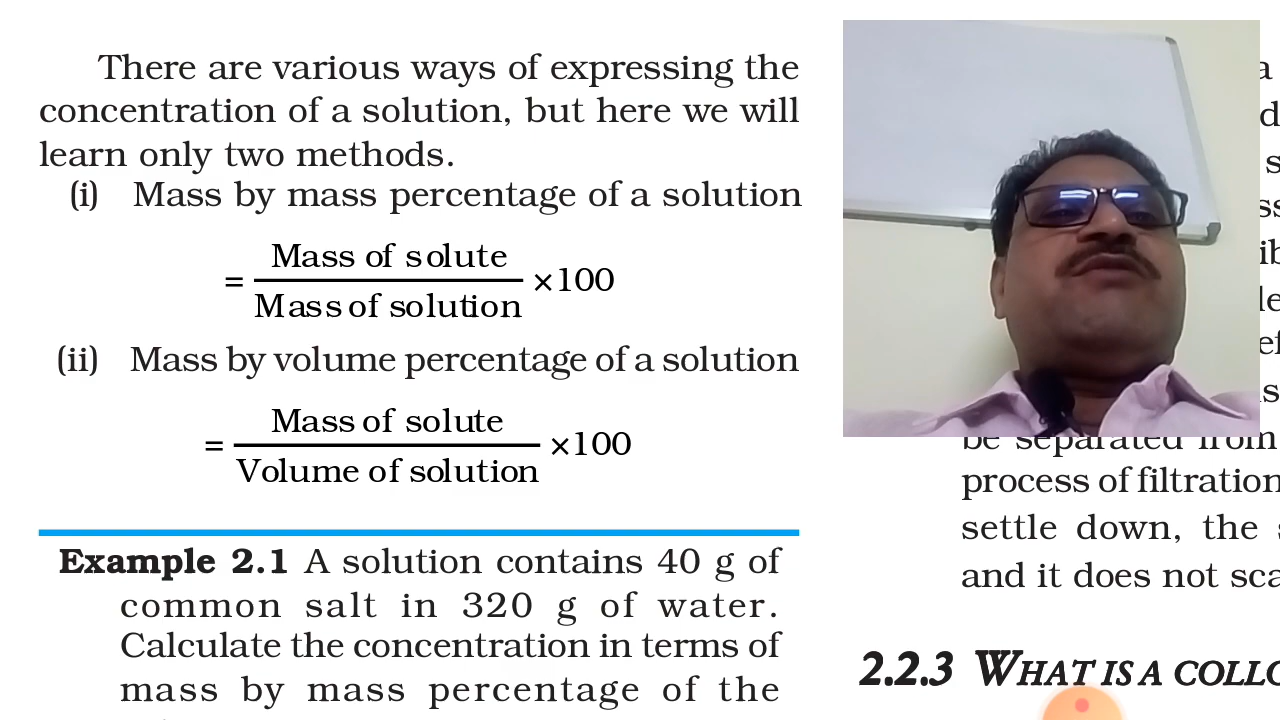 There are various ways of expressing the
concentration of a solution, but here we will
learn only two methods.
(i) Mass by mass percentage of a solution
= Mass of solute
Mass of solution ×100
(ii) Mass by volume percentage of a solution
= Mass of solute
Volume of solution ×100
Example 2.1 A solution contains 40 g of
common salt in 320 g of water.
Calculate the concentration in terms of
mass by mass percentage of the
be separated from
process of filtration
settle down, the
and it does not sca
2.2.3 WHAT IS A COLLO